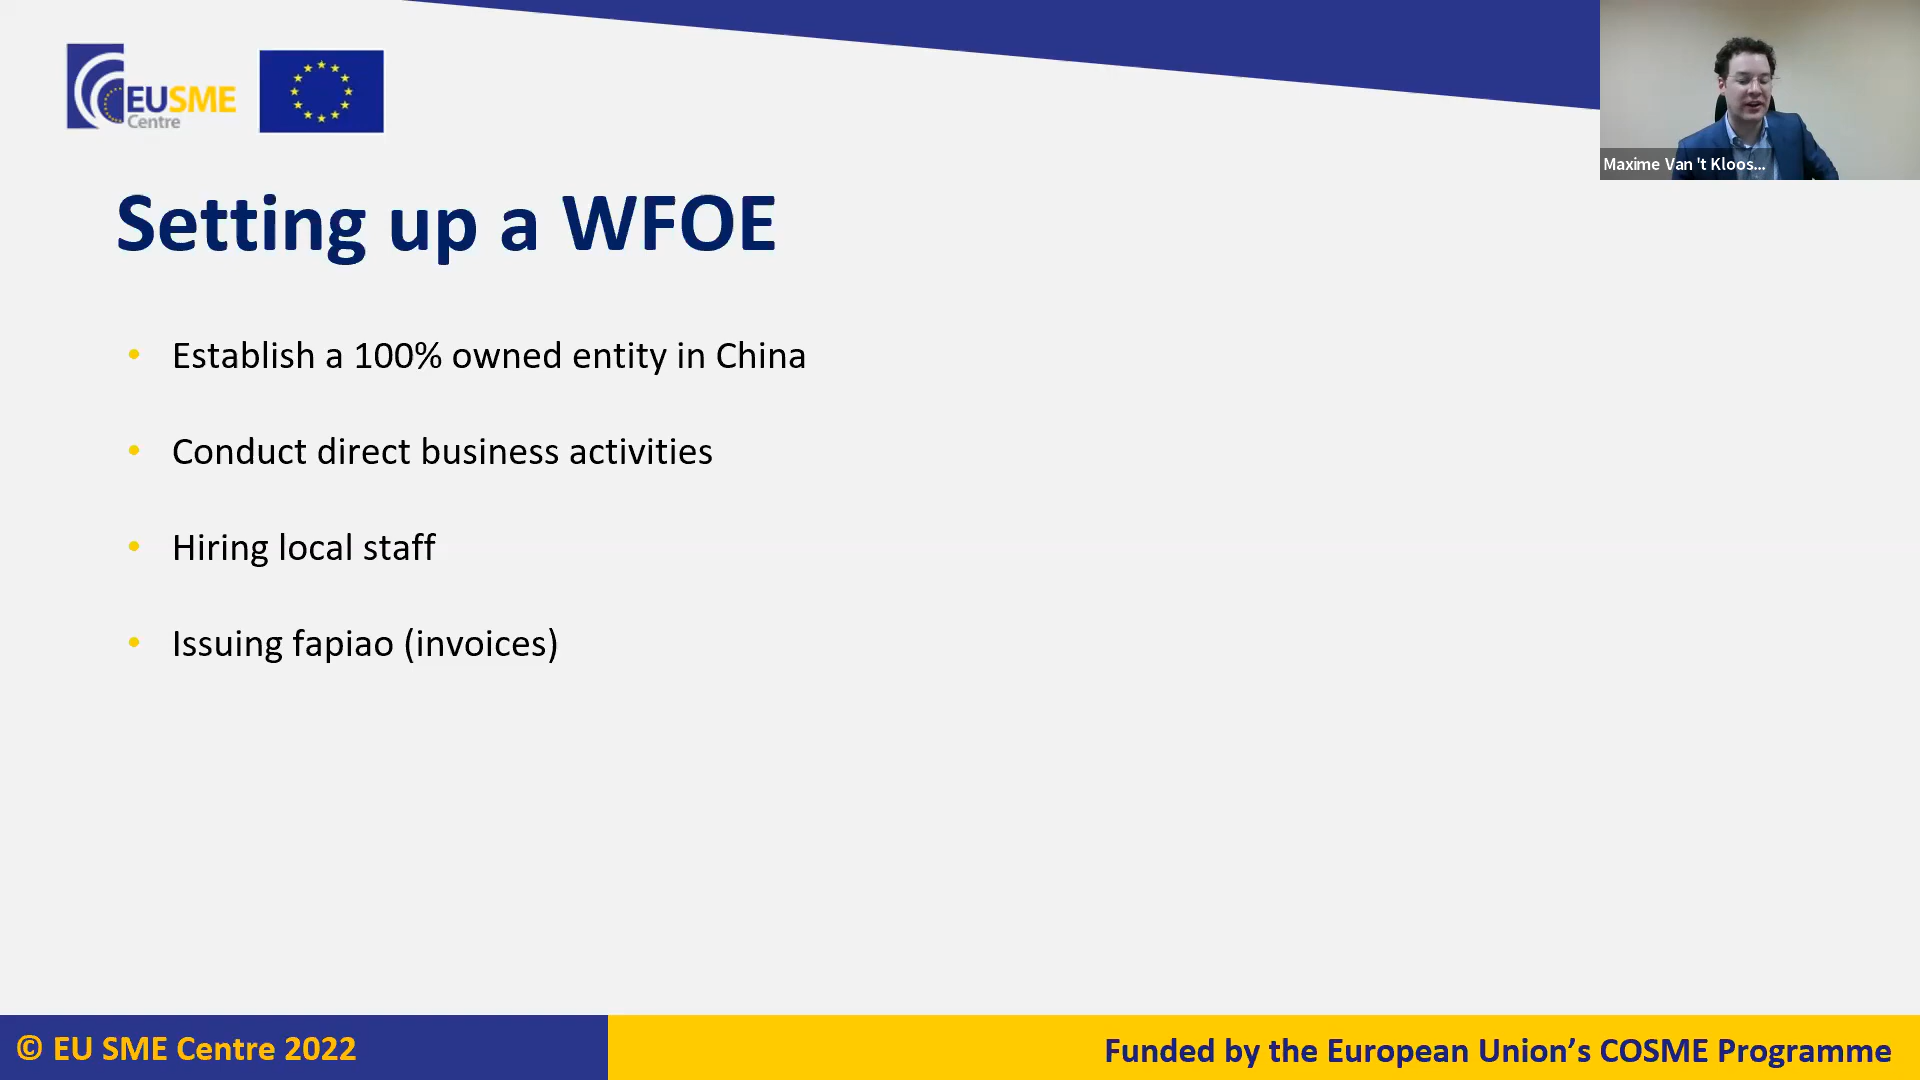 EUSME
Centre
Maxime Van 't Kloos...
Setting up a WFOE
• Establish a 100% owned entity in China
• Conduct direct business activities
• Hiring local staff
• Issuing fapiao (invoices)
© EU SME Centre 2022
Funded by the European Union’s COSME Programme